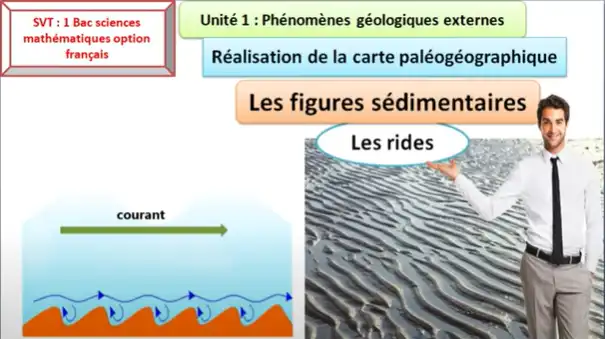 SVT : 1 Bac sciences
mathématiques option
français
Unité 1 : Phénomènes géologiques externes
Réalisation de la carte paléogéographique
Les figures sédimentaires
Les rides
courant